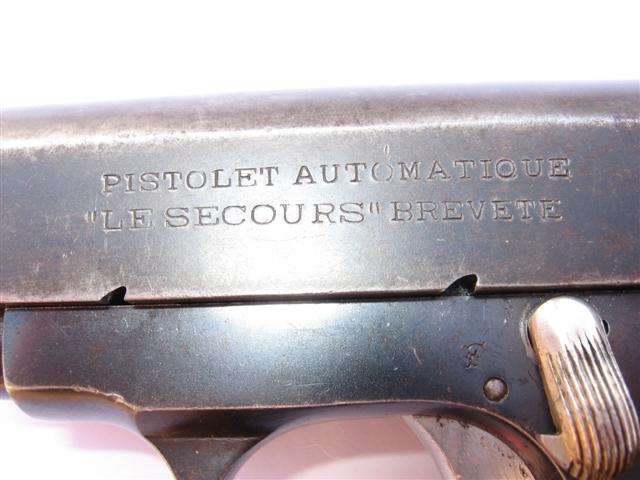 PISTOLET AUTOMATIQUE
"LE SECOURS" BREVETE